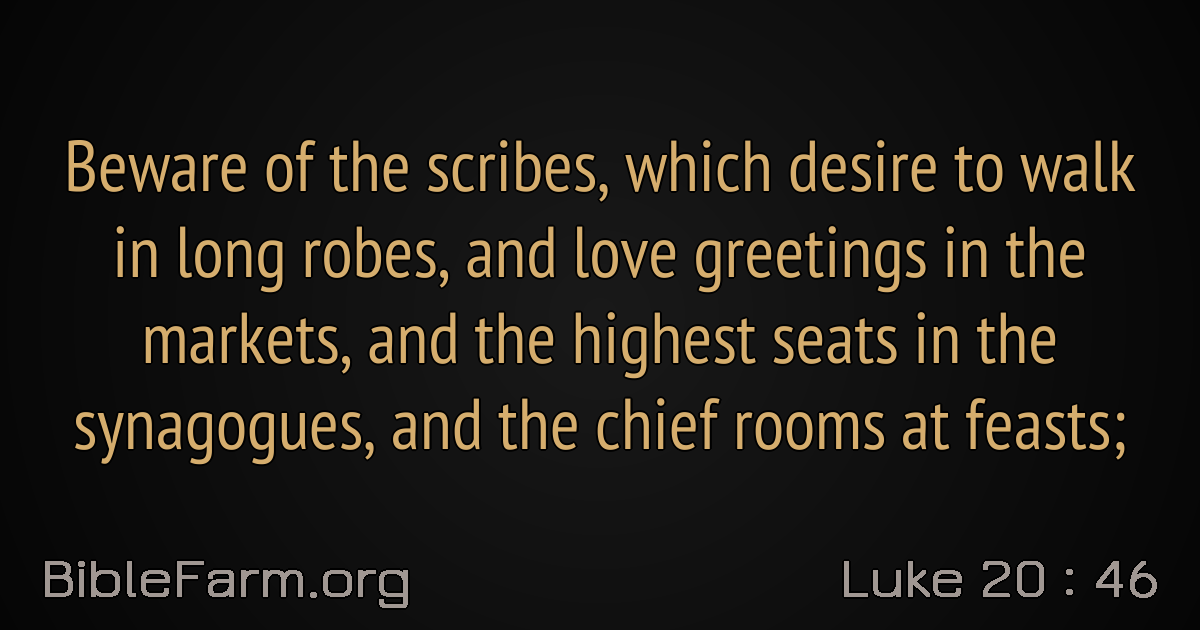 Beware of the scribes, which desire to walk
in long robes, and love greetings in the
markets, and the highest seats in the
synagogues, and the chief rooms at feasts;
BibleFarm.org
Luke 20 : 46